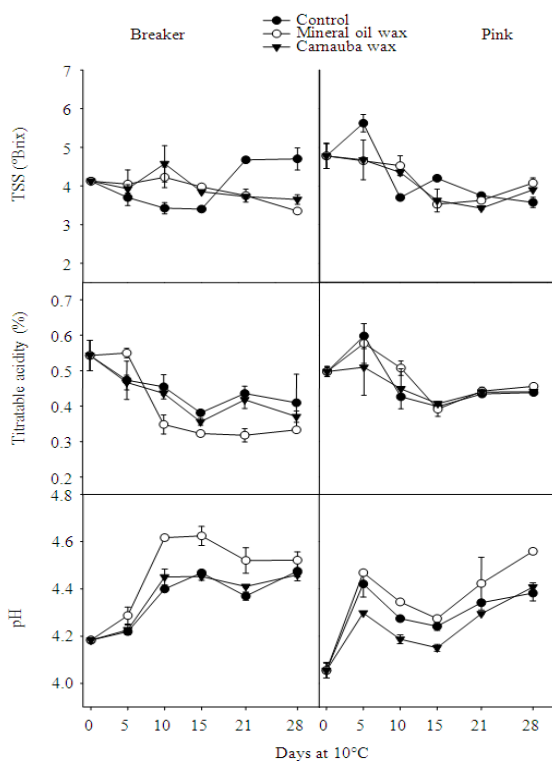 Control
Breaker Mineral oil wax Pink
Carnauba wax
7
6
5
4
3
2
TSS (°Brix)
0.7
0.6
0.5
0.4
0.3
0.2
Titratable acidity (%)
4.8
4.6
4.4
4.2
4.0
pH
0 5 10 15 21 28 0 5 10 15 21 28
Days at 10°C